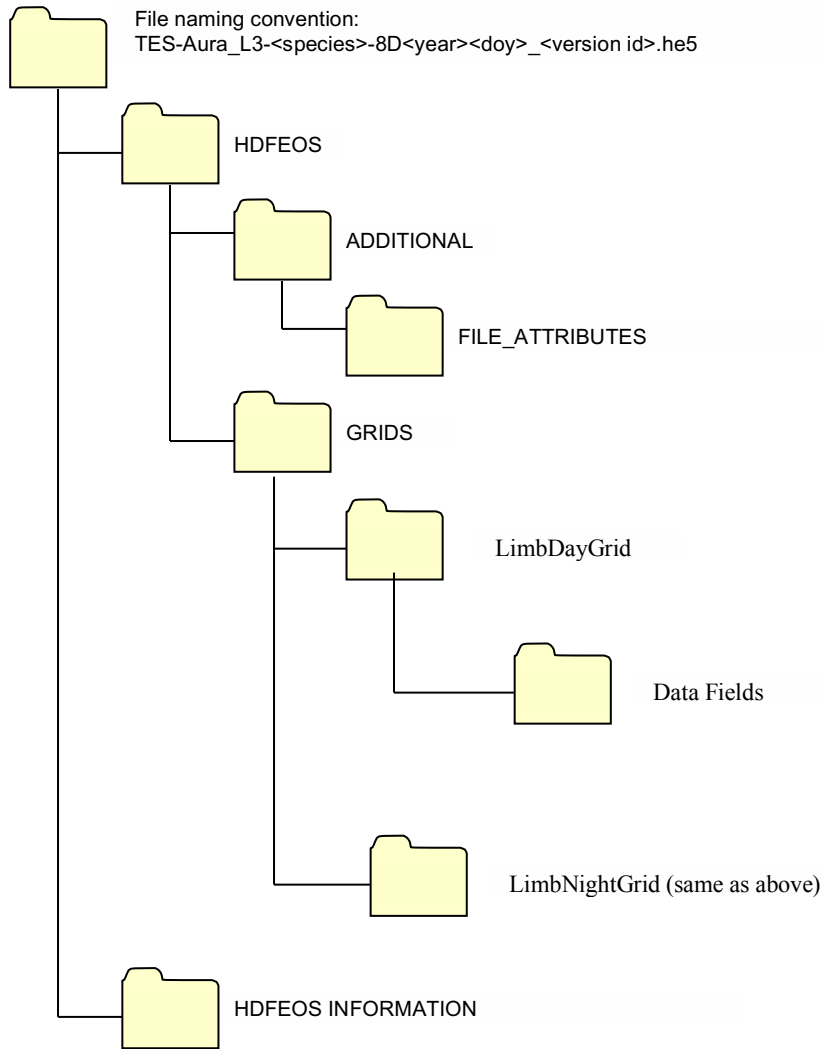 File naming convention:
TES-Aura_L3-<species>-8D<year><doy>_<version id>.he5
HDFEOS
ADDITIONAL
FILE_ATTRIBUTES
GRIDS
LimbDayGrid
Data Fields
LimbNightGrid (same as above)
HDFEOS INFORMATION